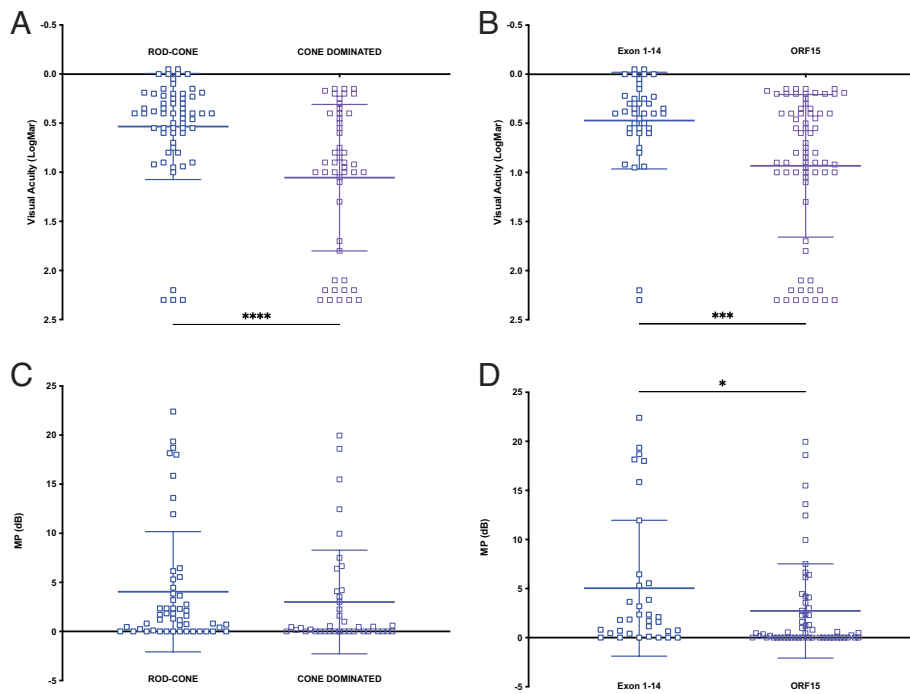 A
-0.5
0.0
0.5
1.0
1.5
2.0
2.5
Visual Acuity (LogMar)
ROD-CONE
CONE DOMINATED
****
B
-0.5
0.0
0.5
1.0
1.5
2.0
2.5
Visual Acuity (LogMar)
Exon 1-14
ORF15
***
C
25
20
15
10
5
0
-5
MP (dB)
ROD-CONE
CONE DOMINATED
D
25
20
15
10
5
0
-5
MP (dB)
*
Exon 1-14
ORF15